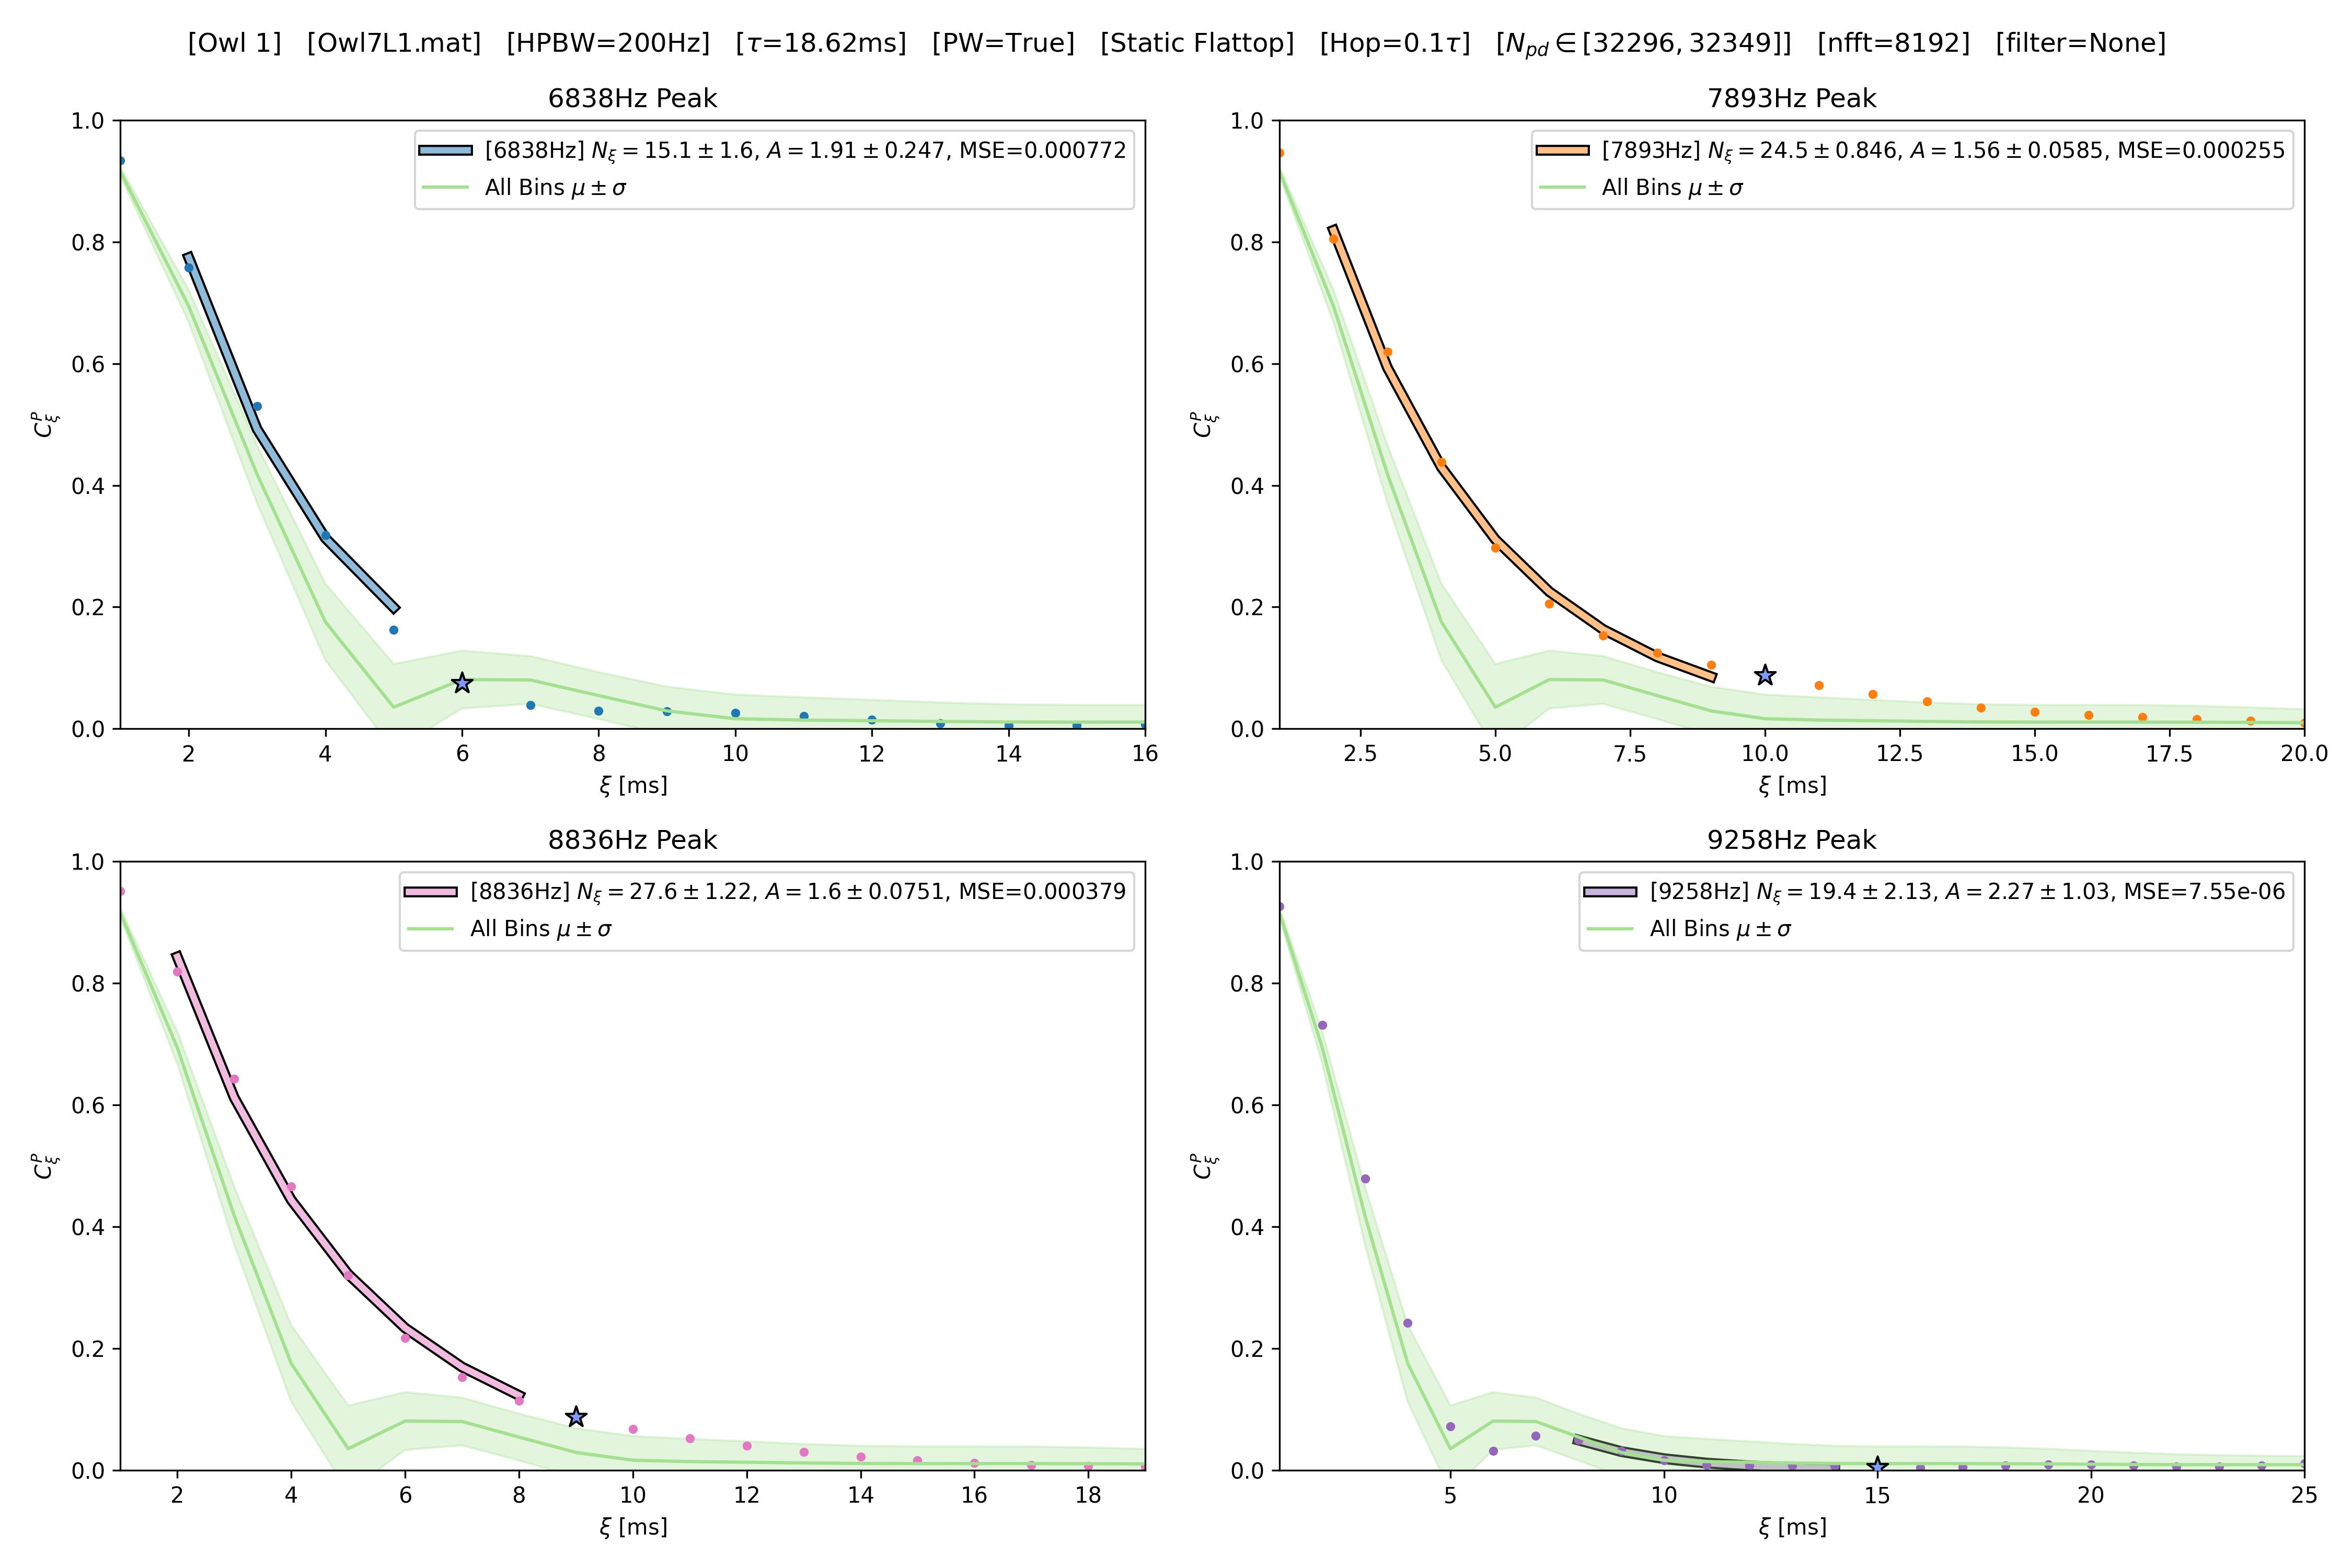 [Owl 1] [Owl7L1.mat] [HPBW=200Hz] [τ=18.62ms] [PW=True] [Static Flattop] [Hop=0.1τ] [N_pd ∈ [32296, 32349]] [nfft=8192] [filter=None]
6838Hz Peak
[6838Hz] N_ξ = 15.1 ± 1.6, A = 1.91 ± 0.247, MSE=0.000772
All Bins μ ± σ
1.0
0.8
0.6
0.4
0.2
0.0
C_ξ^P
2 4 6 8 10 12 14 16
ξ [ms]
7893Hz Peak
[7893Hz] N_ξ = 24.5 ± 0.846, A = 1.56 ± 0.0585, MSE=0.000255
All Bins μ ± σ
1.0
0.8
0.6
0.4
0.2
0.0
C_ξ^P
2.5 5.0 7.5 10.0 12.5 15.0 17.5 20.0
ξ [ms]
8836Hz Peak
[8836Hz] N_ξ = 27.6 ± 1.22, A = 1.6 ± 0.0751, MSE=0.000379
All Bins μ ± σ
1.0
0.8
0.6
0.4
0.2
0.0
C_ξ^P
2 4 6 8 10 12 14 16 18
ξ [ms]
9258Hz Peak
[9258Hz] N_ξ = 19.4 ± 2.13, A = 2.27 ± 1.03, MSE=7.55e-06
All Bins μ ± σ
1.0
0.8
0.6
0.4
0.2
0.0
C_ξ^P
5 10 15 20 25
ξ [ms]